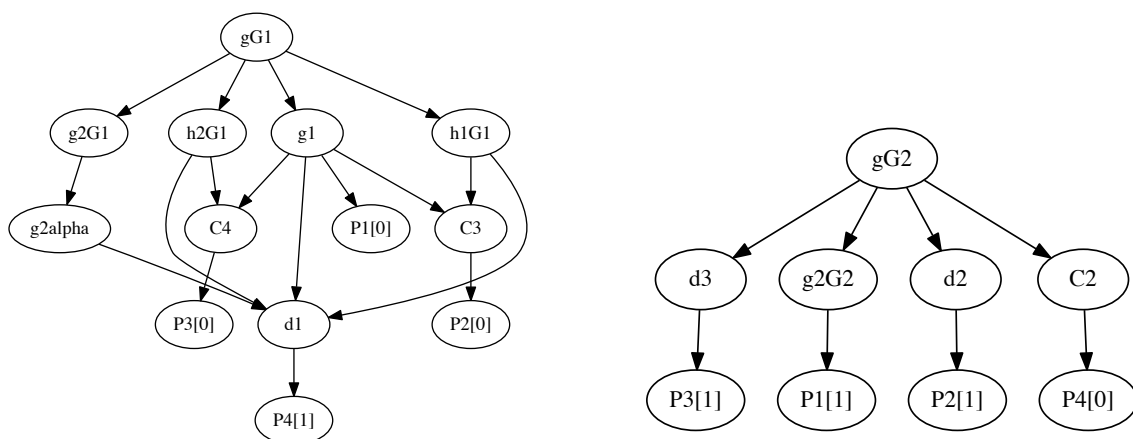 gG1
g2G1 h2G1 g1 h1G1
g2alpha C4 P1[0] C3
P3[0] d1 P2[0]
P4[1]
gG2
d3 g2G2 d2 C2
P3[1] P1[1] P2[1] P4[0]